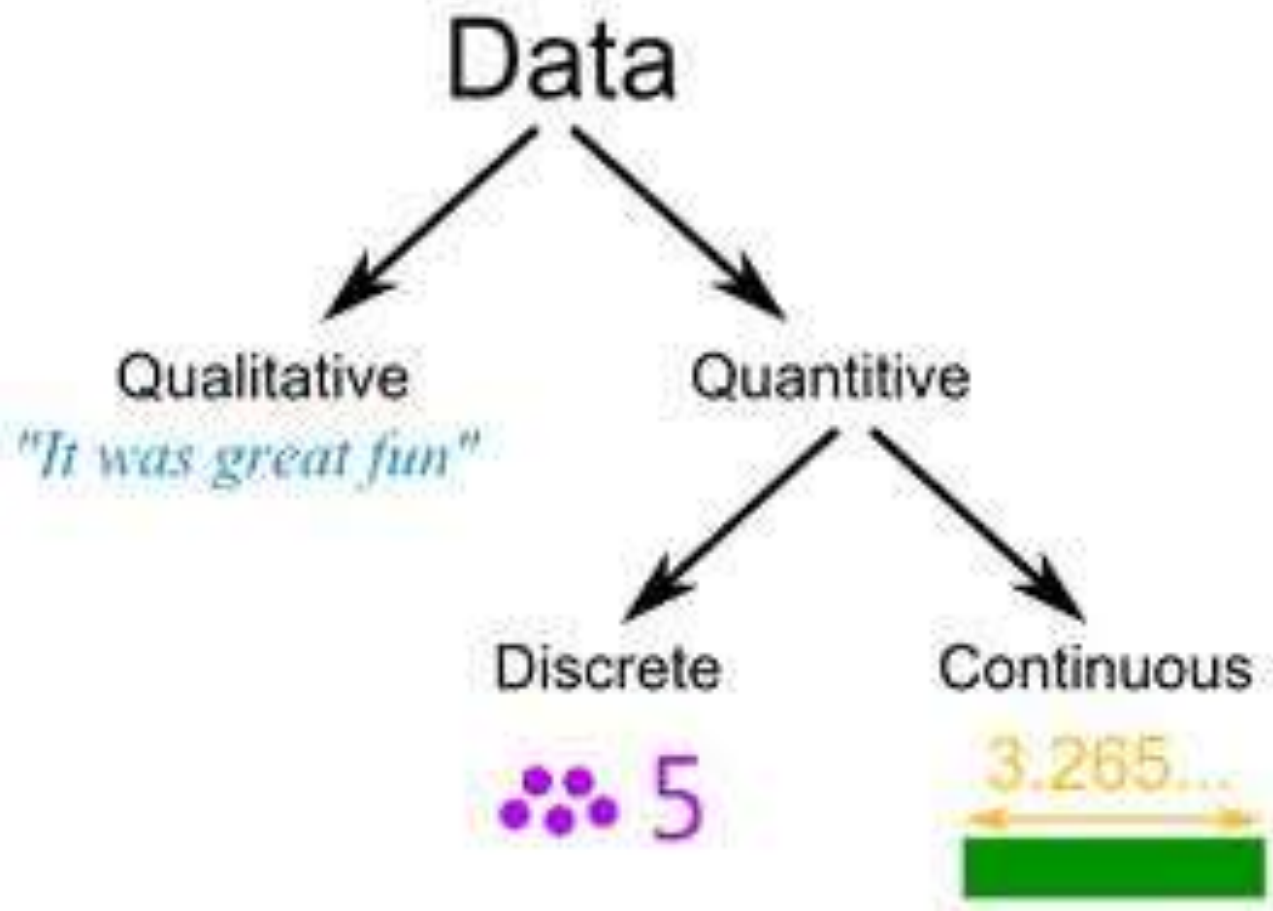 Data
Qualitative
Quantitive
"It was great fun"
Discrete
Continuous
5
3.265...